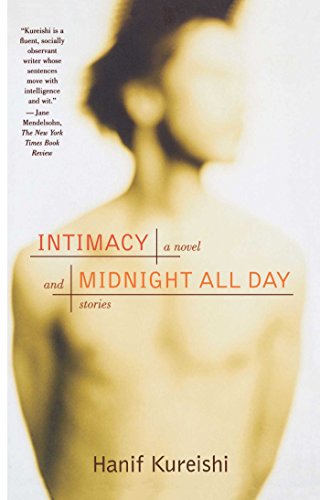 "Kureishi is a
fluent, socially
observant
writer whose
sentences
move with
intelligence
and wit."
—Jane
Mendelsohn,
The New York
Times Book
Review
INTIMACY a novel
and MIDNIGHT ALL DAY
stories
Hanif Kureishi